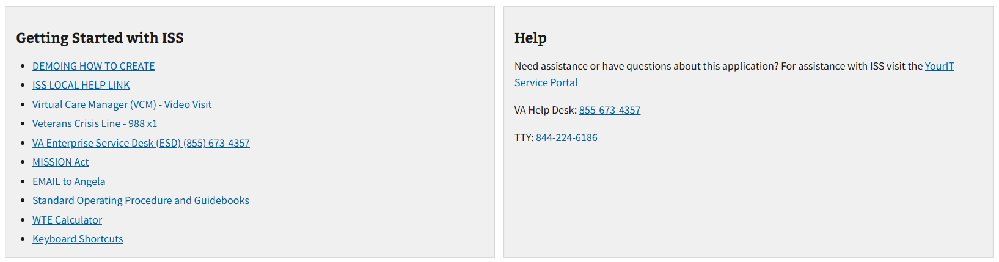 Getting Started with ISS
DEMOING HOW TO CREATE
ISS LOCAL HELP LINK
Virtual Care Manager (VCM) - Video Visit
Veterans Crisis Line - 988 x1
VA Enterprise Service Desk (ESD) (855) 673-4357
MISSION Act
EMAIL to Angela
Standard Operating Procedure and Guidebooks
WTE Calculator
Keyboard Shortcuts
Help
Need assistance or have questions about this application? For assistance with ISS visit the YourIT
Service Portal
VA Help Desk: 855-673-4357
TTY: 844-224-6186